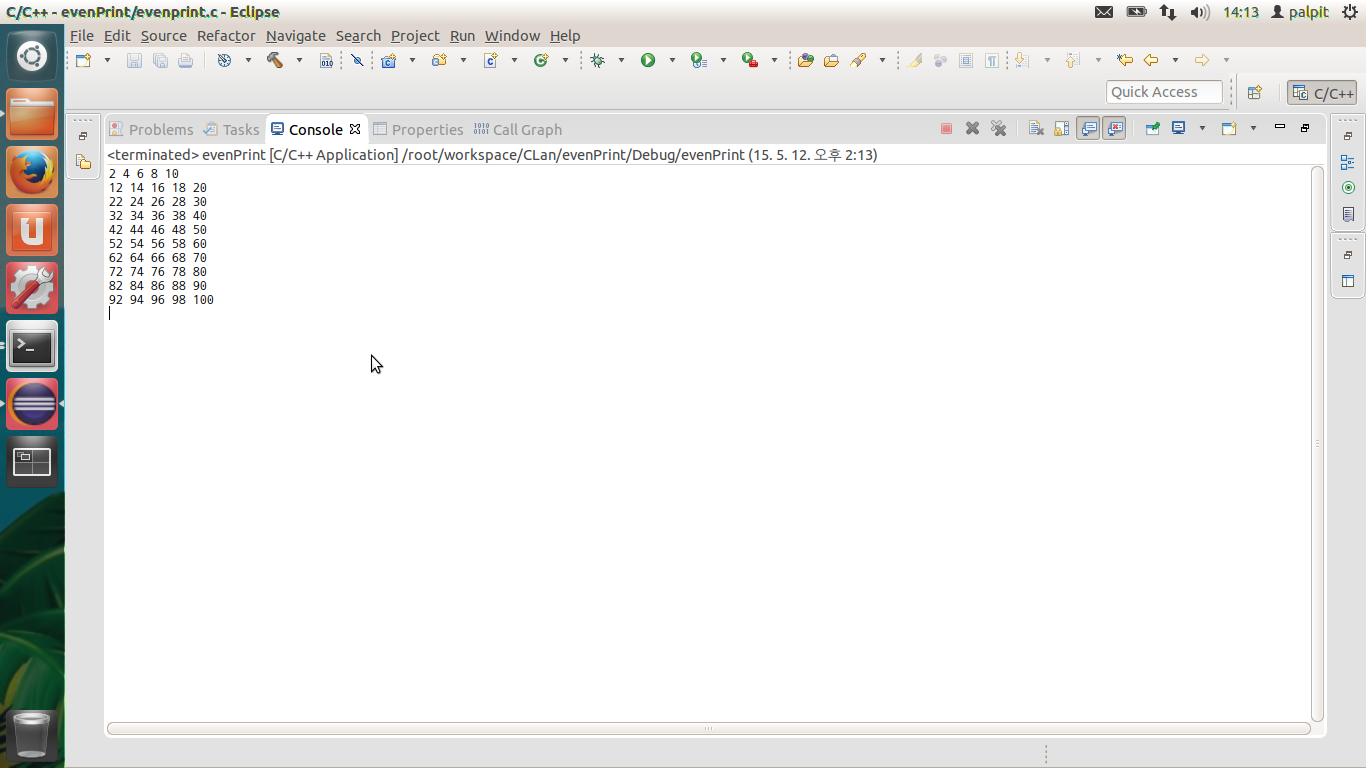 C/C++ - evenPrint/evenprint.c - Eclipse
14:13 palpit
File Edit Source Refactor Navigate Search Project Run Window Help
010
Quick Access
C/C++
Problems Tasks Console Properties Call Graph
<terminated> evenPrint [C/C++ Application] /root/workspace/CLan/evenPrint/Debug/evenPrint (15. 5. 12. 오후 2:13)
2 4 6 8 10
12 14 16 18 20
22 24 26 28 30
32 34 36 38 40
42 44 46 48 50
52 54 56 58 60
62 64 66 68 70
72 74 76 78 80
82 84 86 88 90
92 94 96 98 100